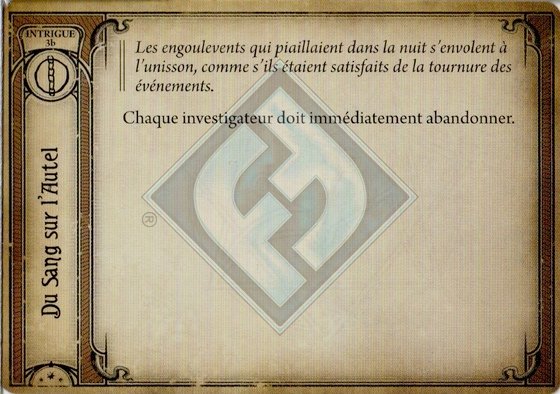 INTRIGUE
3b
Du Sang sur l'Autel
Les engoulevents qui piaillaient dans la nuit s'envolent à
l'unisson, comme s'ils étaient satisfaits de la tournure des
événements.
Chaque investigateur doit immédiatement abandonner.
®